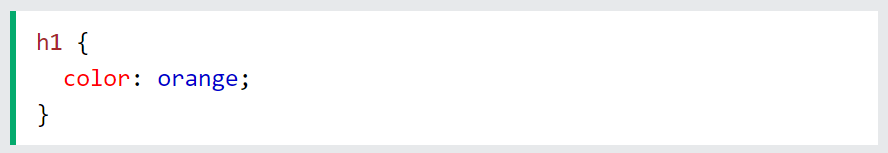 h1 {
  color: orange;
}